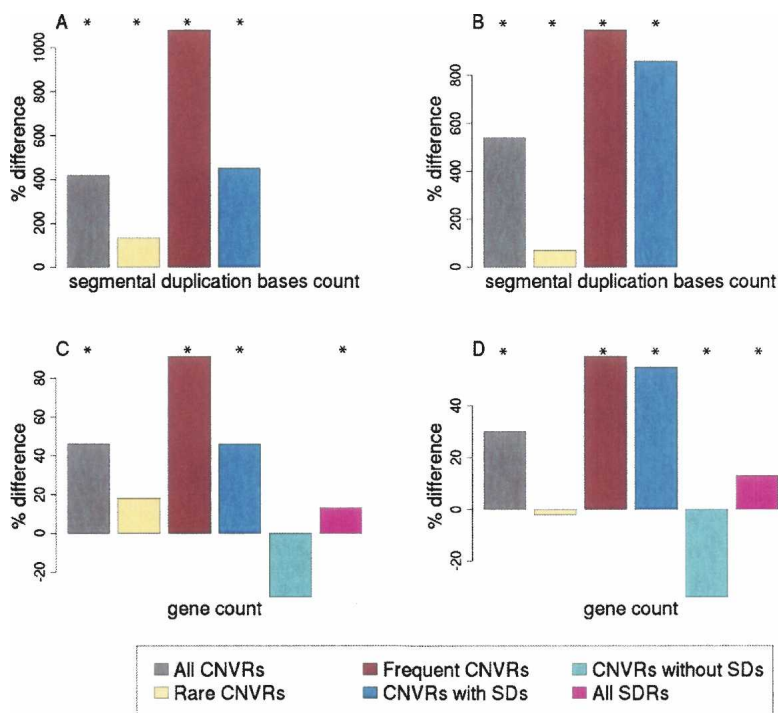 A * * * *
% difference
0 200 400 600 800 1000
segmental duplication bases count
B * * * *
% difference
0 200 400 600 800
segmental duplication bases count
C * * * *
% difference
-20 0 20 40 60 80
gene count
D * * * * *
% difference
-20 0 20 40
gene count
All CNVRs Frequent CNVRs CNVRs without SDs
Rare CNVRs CNVRs with SDs All SDRs